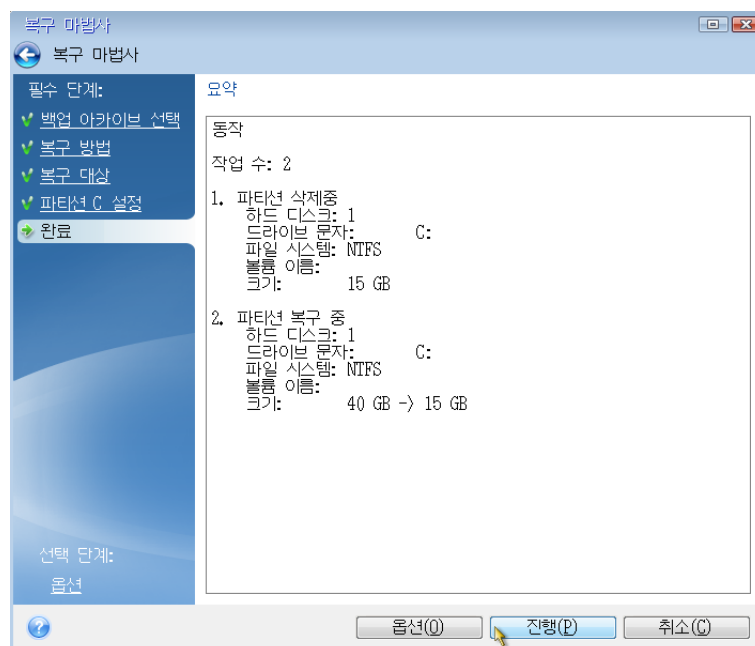 복구 마법사
복구 마법사
필수 단계:
백업 아카이브 선택
복구 방법
복구 대상
파티션 C 설정
완료
요약
동작
작업 수: 2
1. 파티션 삭제중
하드 디스크: 1
드라이브 문자: C:
파일 시스템: NTFS
볼륨 이름:
크기: 15 GB
2. 파티션 복구 중
하드 디스크: 1
드라이브 문자: C:
파일 시스템: NTFS
볼륨 이름:
크기: 40 GB -> 15 GB
선택 단계:
옵션
옵션(O) 진행(P) 취소(C)